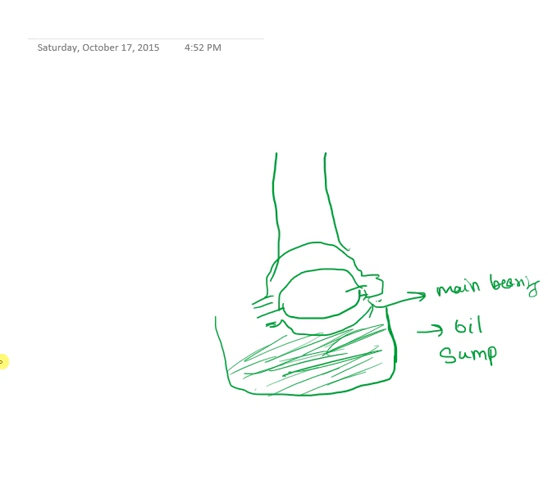 Saturday, October 17, 2015 4:52 PM
main bearing
→ Oil
Sump